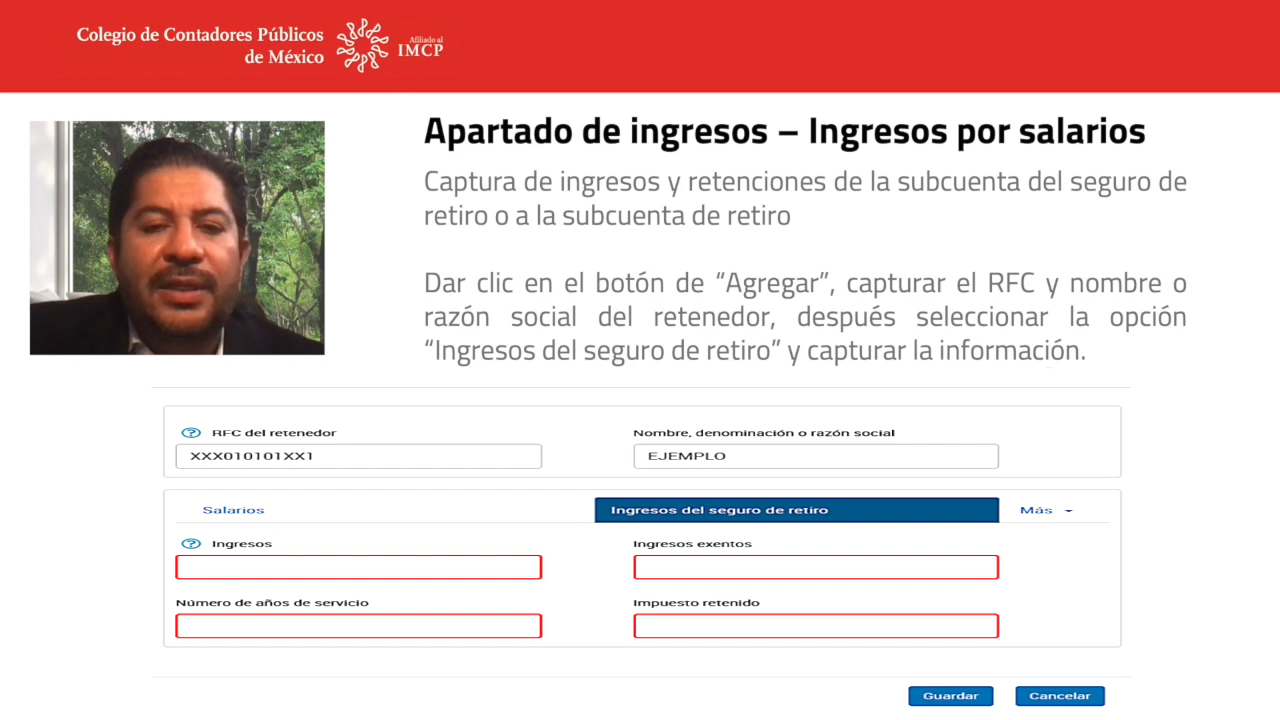 Colegio de Contadores Públicos
de México
Afiliado al
IMCP
Apartado de ingresos – Ingresos por salarios
Captura de ingresos y retenciones de la subcuenta del seguro de
retiro o a la subcuenta de retiro
Dar clic en el botón de “Agregar”, capturar el RFC y nombre o
razón social del retenedor, después seleccionar la opción
“Ingresos del seguro de retiro” y capturar la información.
? RFC del retenedor
Nombre, denominación o razón social
XXX010101XX1
EJEMPLO
Salarios
Ingresos del seguro de retiro
Más
? Ingresos
Ingresos exentos
Número de años de servicio
Impuesto retenido
Guardar
Cancelar